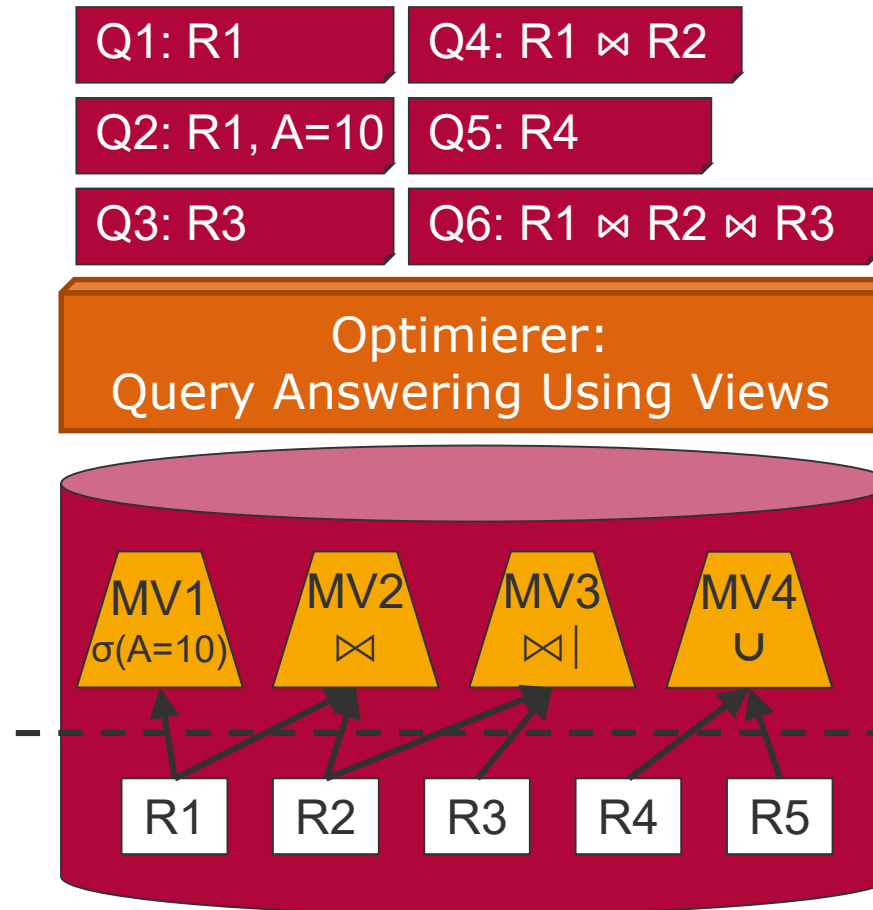 Q1: R1
Q4: R1 ⋈ R2
Q2: R1, A=10
Q5: R4
Q3: R3
Q6: R1 ⋈ R2 ⋈ R3
Optimierer:
Query Answering Using Views
MV1
σ(A=10)
MV2
⋈
MV3
⋈|
MV4
∪
R1
R2
R3
R4
R5